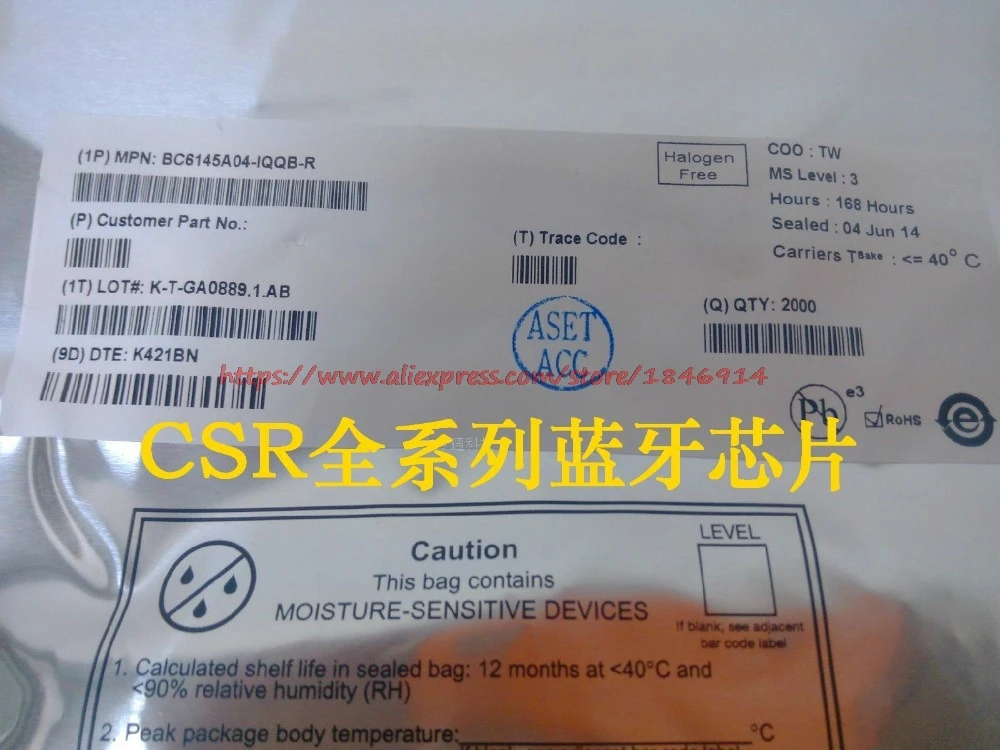 (1P) MPN: BC6145A04-IQQB-R
(P) Customer Part No.:
(1T) LOT#: K-T-GA0889.1.AB
(9D) DTE: K421BN
(T) Trace Code :
ASET
ACC
Halogen
Free
COO : TW
MS Level : 3
Hours : 168 Hours
Sealed : 04 Jun 14
Carriers TBake : <= 40° C
(Q) QTY: 2000
Pb
e3
RoHS
e
https://www.aliexpress.com/store/1846914
CSR全系列蓝牙芯片
Caution
This bag contains
MOISTURE-SENSITIVE DEVICES
LEVEL
If blank, see adjacent
bar code label
1. Calculated shelf life in sealed bag: 12 months at <40°C and
<90% relative humidity (RH)
2. Peak package body temperature: °C